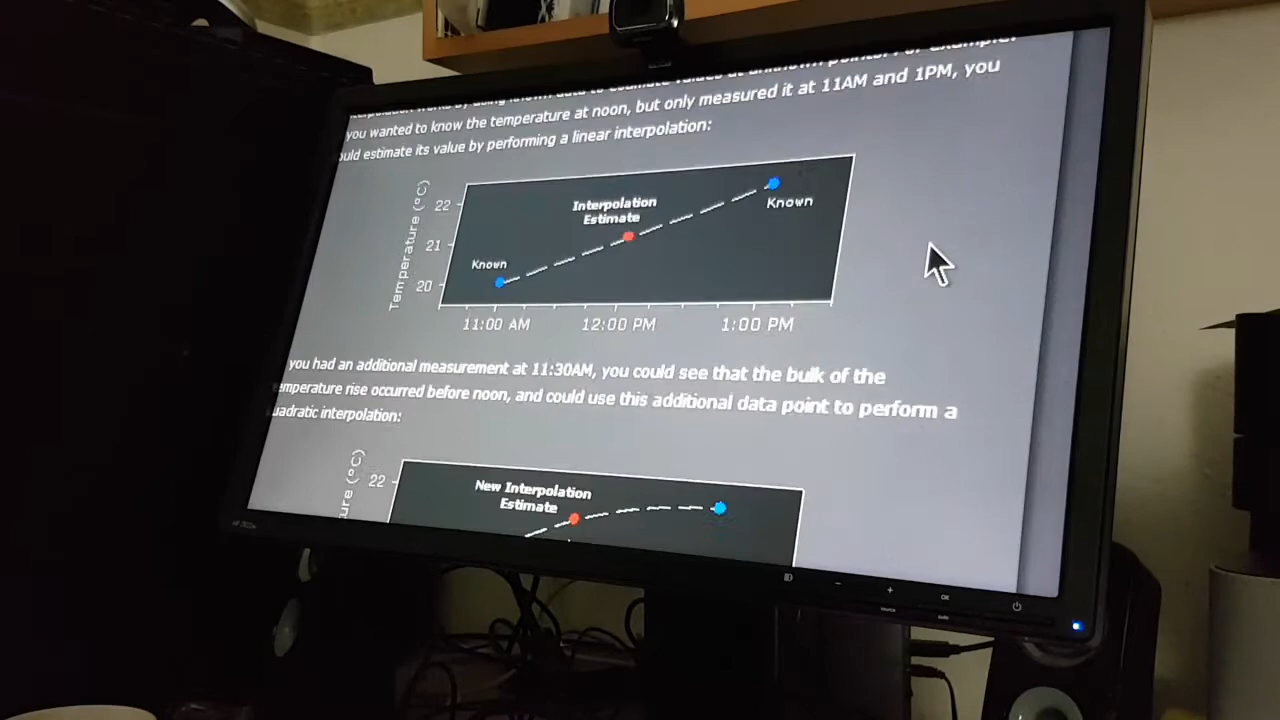 you wanted to know the temperature at noon, but only measured it at 11AM and 1PM, you
ould estimate its value by performing a linear interpolation:
Temperature (°C)
22
21
20
Interpolation
Estimate
Known
Known
11:00 AM 12:00 PM 1:00 PM
you had an additional measurement at 11:30AM, you could see that the bulk of the
emperature rise occurred before noon, and could use this additional data point to perform a
uadratic interpolation:
ture (°C)
22
New Interpolation
Estimate
OK